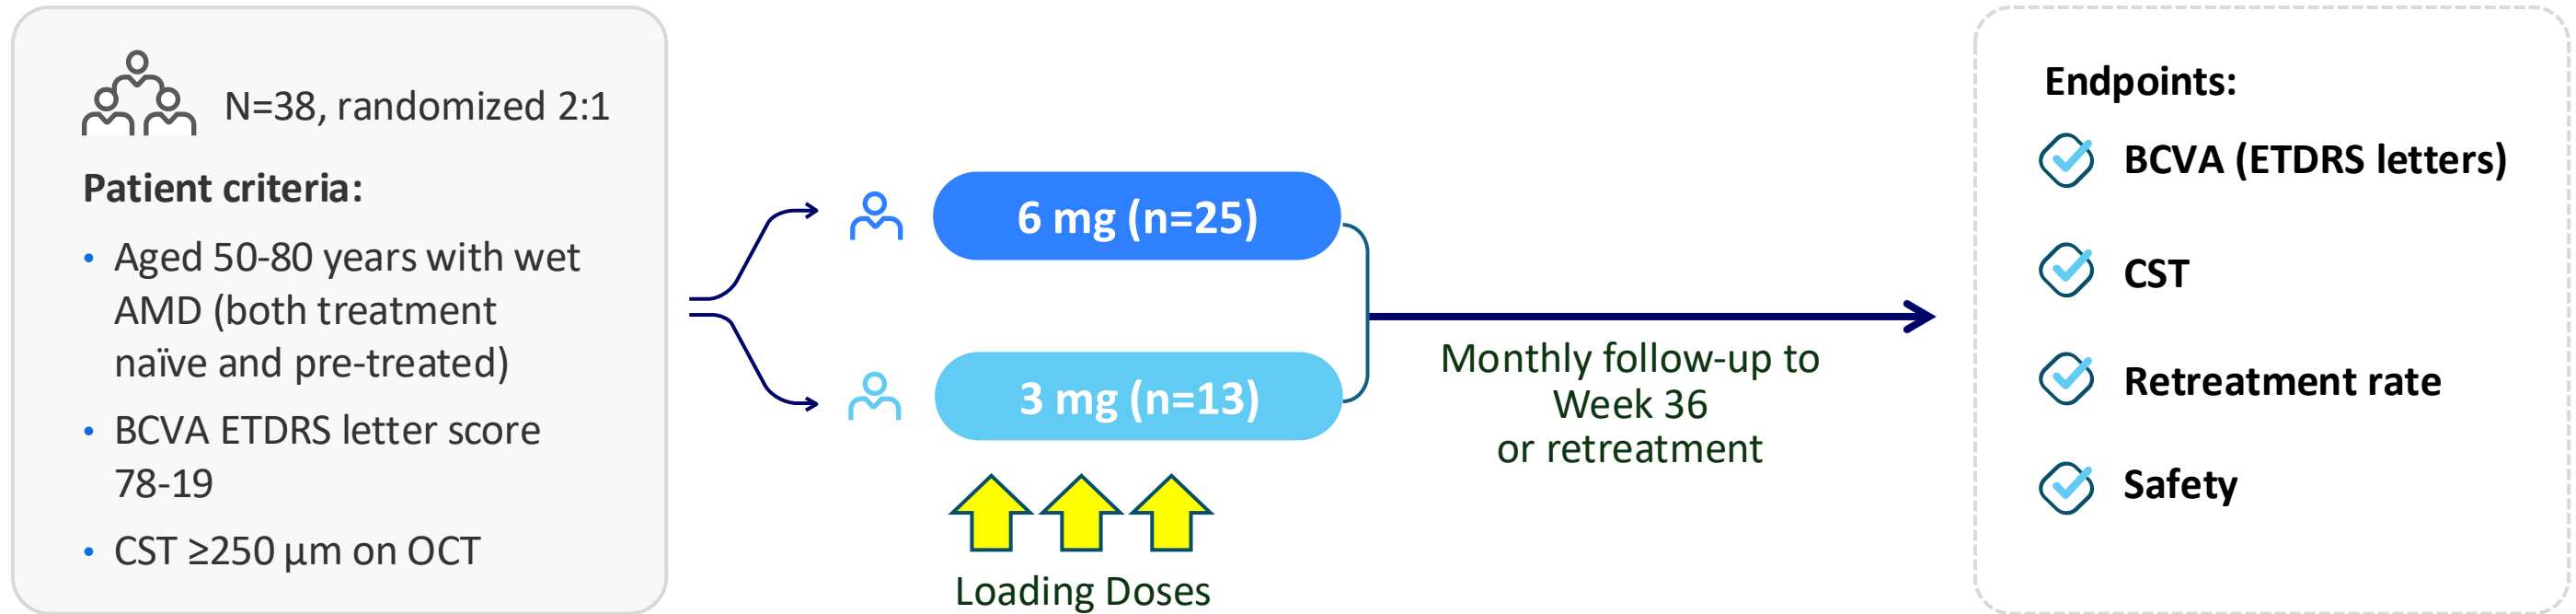 N=38, randomized 2:1
Patient criteria:
• Aged 50-80 years with wet
AMD (both treatment
naïve and pre-treated)
• BCVA ETDRS letter score
78-19
• CST ≥250 µm on OCT
6 mg (n=25)
3 mg (n=13)
Loading Doses
Monthly follow-up to
Week 36
or retreatment
Endpoints:
BCVA (ETDRS letters)
CST
Retreatment rate
Safety